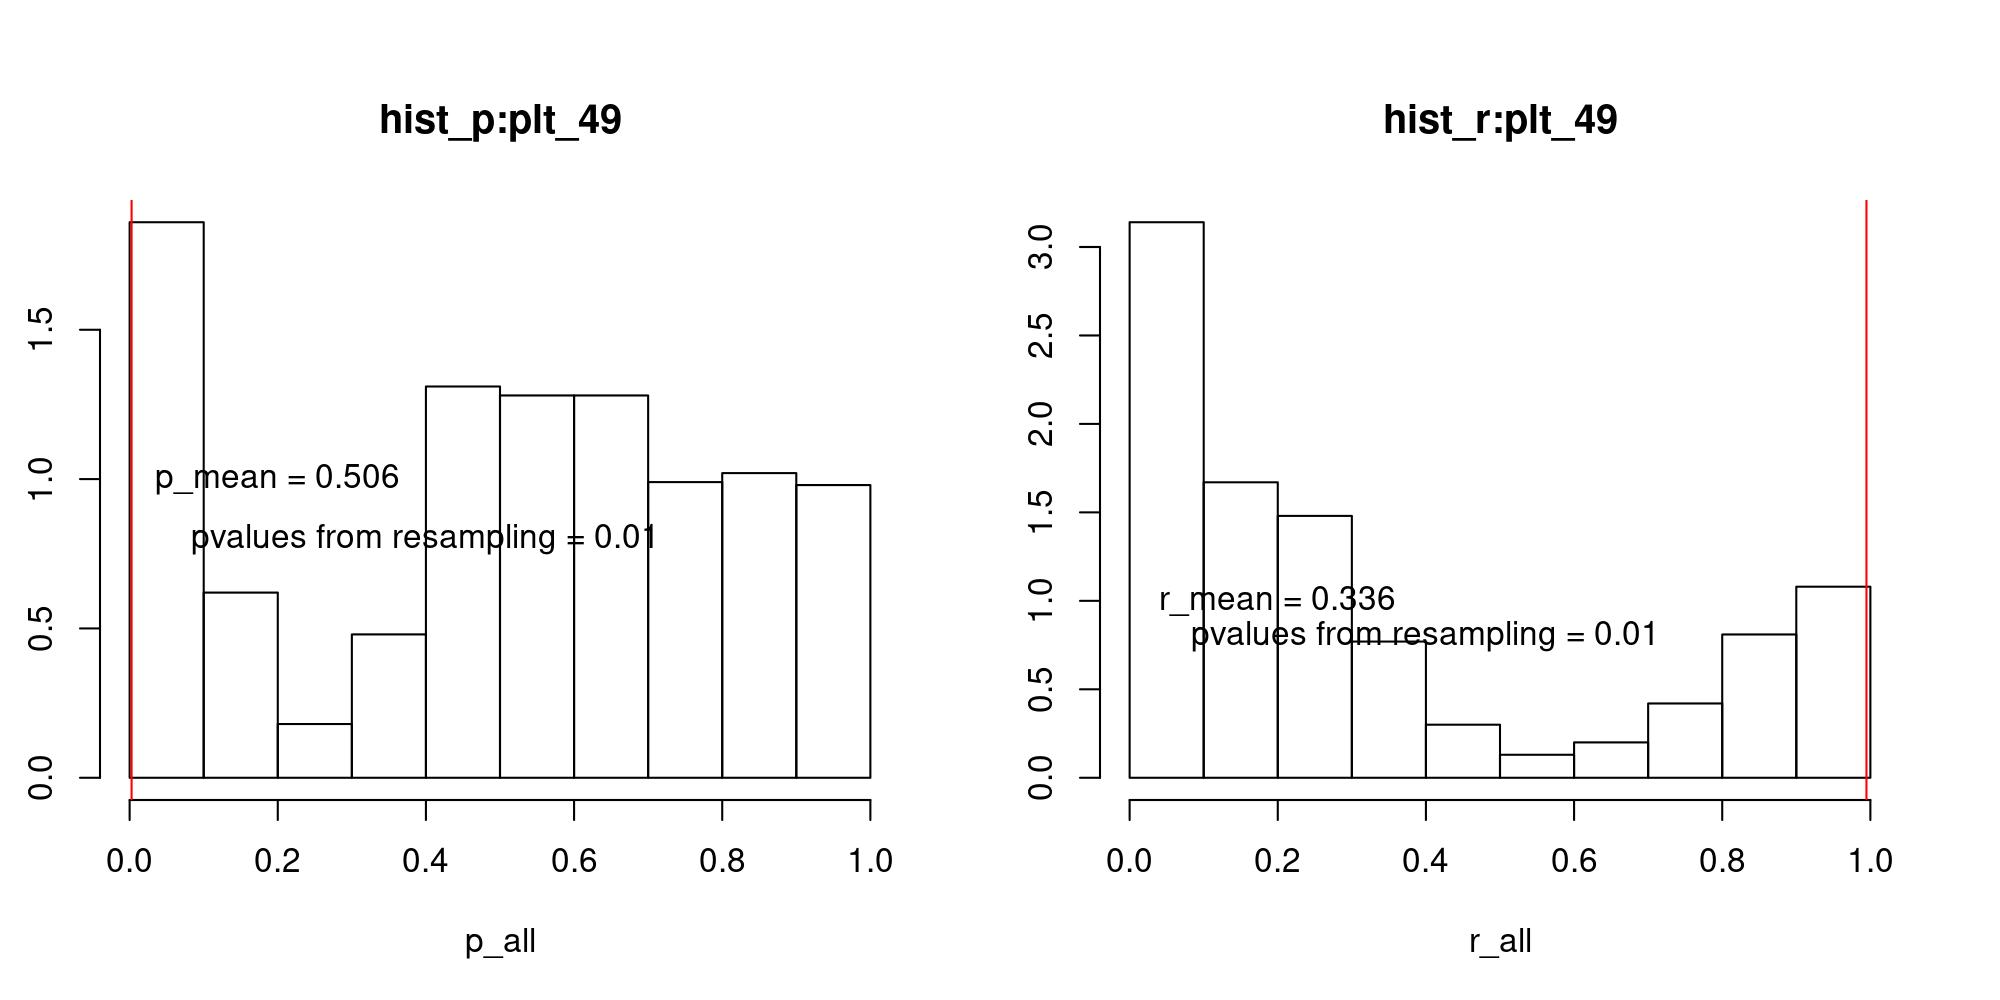 hist_p:plt_49
1.5
1.0
0.5
0.0
p_mean = 0.506
pvalues from resampling = 0.01
0.0 0.2 0.4 0.6 0.8 1.0
p_all
hist_r:plt_49
3.0
2.5
2.0
1.5
1.0
0.5
0.0
r_mean = 0.336
pvalues from resampling = 0.01
0.0 0.2 0.4 0.6 0.8 1.0
r_all